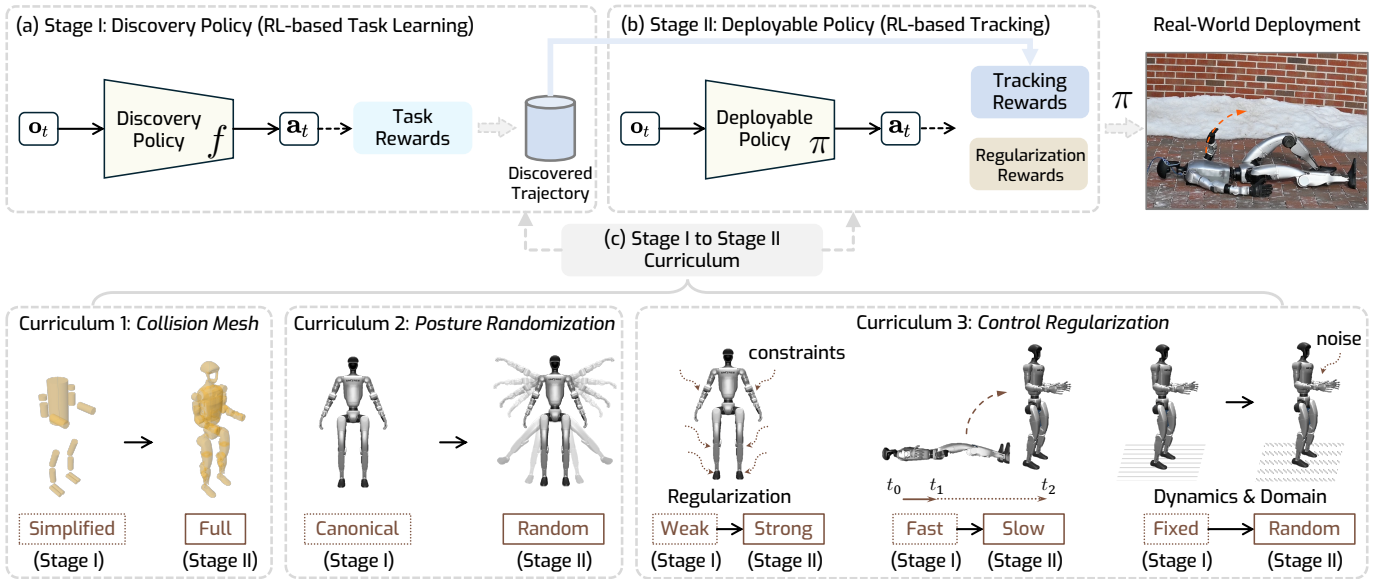 (a) Stage I: Discovery Policy (RL-based Task Learning)
o_t
Discovery
Policy
f
a_t
Task
Rewards
Discovered
Trajectory
(b) Stage II: Deployable Policy (RL-based Tracking)
o_t
Deployable
Policy
π
a_t
Tracking
Rewards
Regularization
Rewards
π
Real-World Deployment
(c) Stage I to Stage II
Curriculum
Curriculum 1: Collision Mesh
Simplified
(Stage I)
Full
(Stage II)
Curriculum 2: Posture Randomization
Canonical
(Stage I)
Random
(Stage II)
Curriculum 3: Control Regularization
constraints
Regularization
Weak
(Stage I)
Strong
(Stage II)
t_0
t_1
t_2
Fast
(Stage I)
Slow
(Stage II)
noise
Dynamics & Domain
Fixed
(Stage I)
Random
(Stage II)